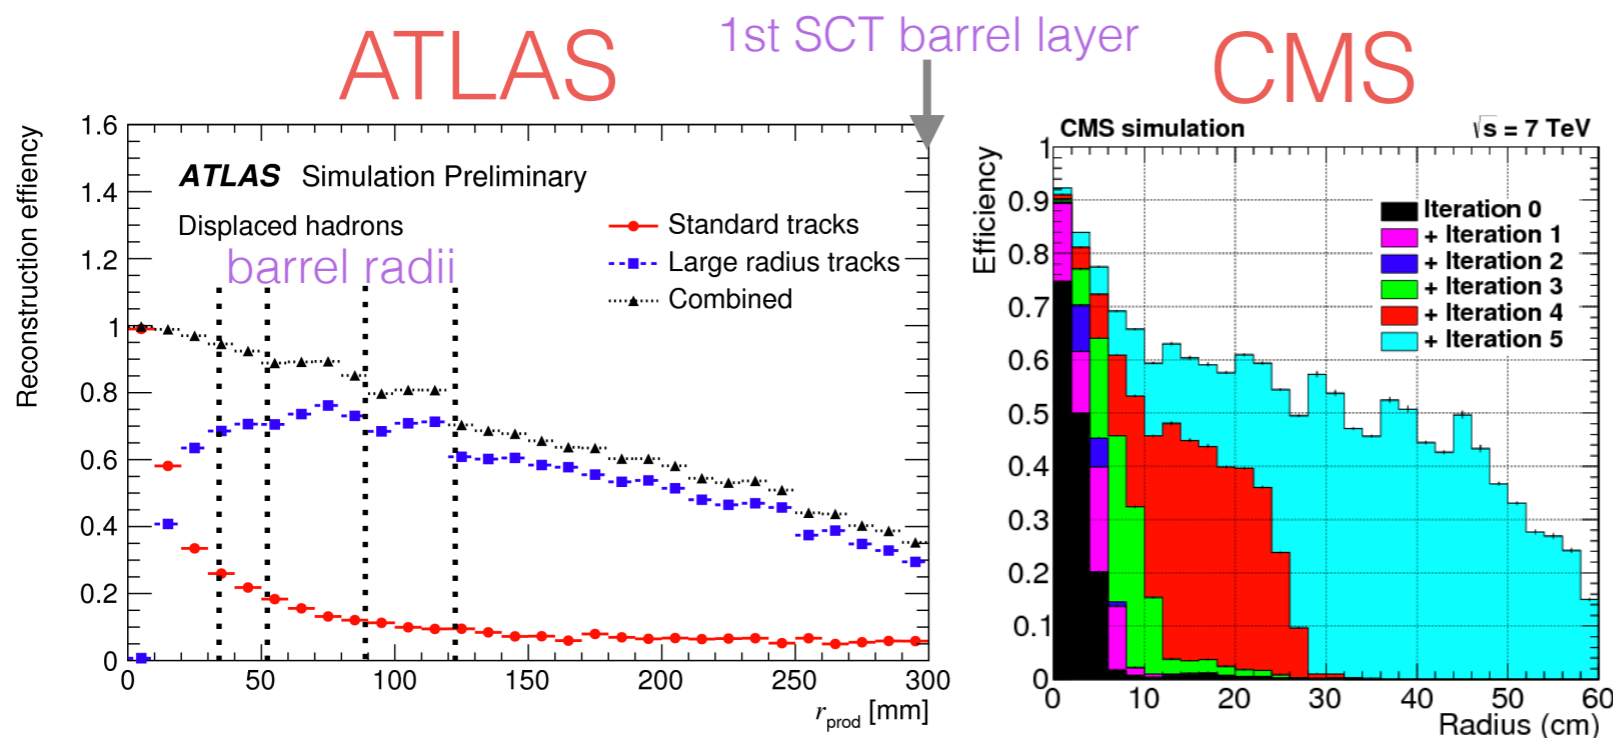 ATLAS
1st SCT barrel layer
CMS
Reconstruction effiency
1.6
1.4
1.2
1
0.8
0.6
0.4
0.2
0
ATLAS Simulation Preliminary
Displaced hadrons
barrel radii
Standard tracks
Large radius tracks
Combined
0 50 100 150 200 250 300
r_prod [mm]
CMS simulation √s = 7 TeV
Efficiency
1
0.9
0.8
0.7
0.6
0.5
0.4
0.3
0.2
0.1
0
Iteration 0
+ Iteration 1
+ Iteration 2
+ Iteration 3
+ Iteration 4
+ Iteration 5
0 10 20 30 40 50 60
Radius (cm)